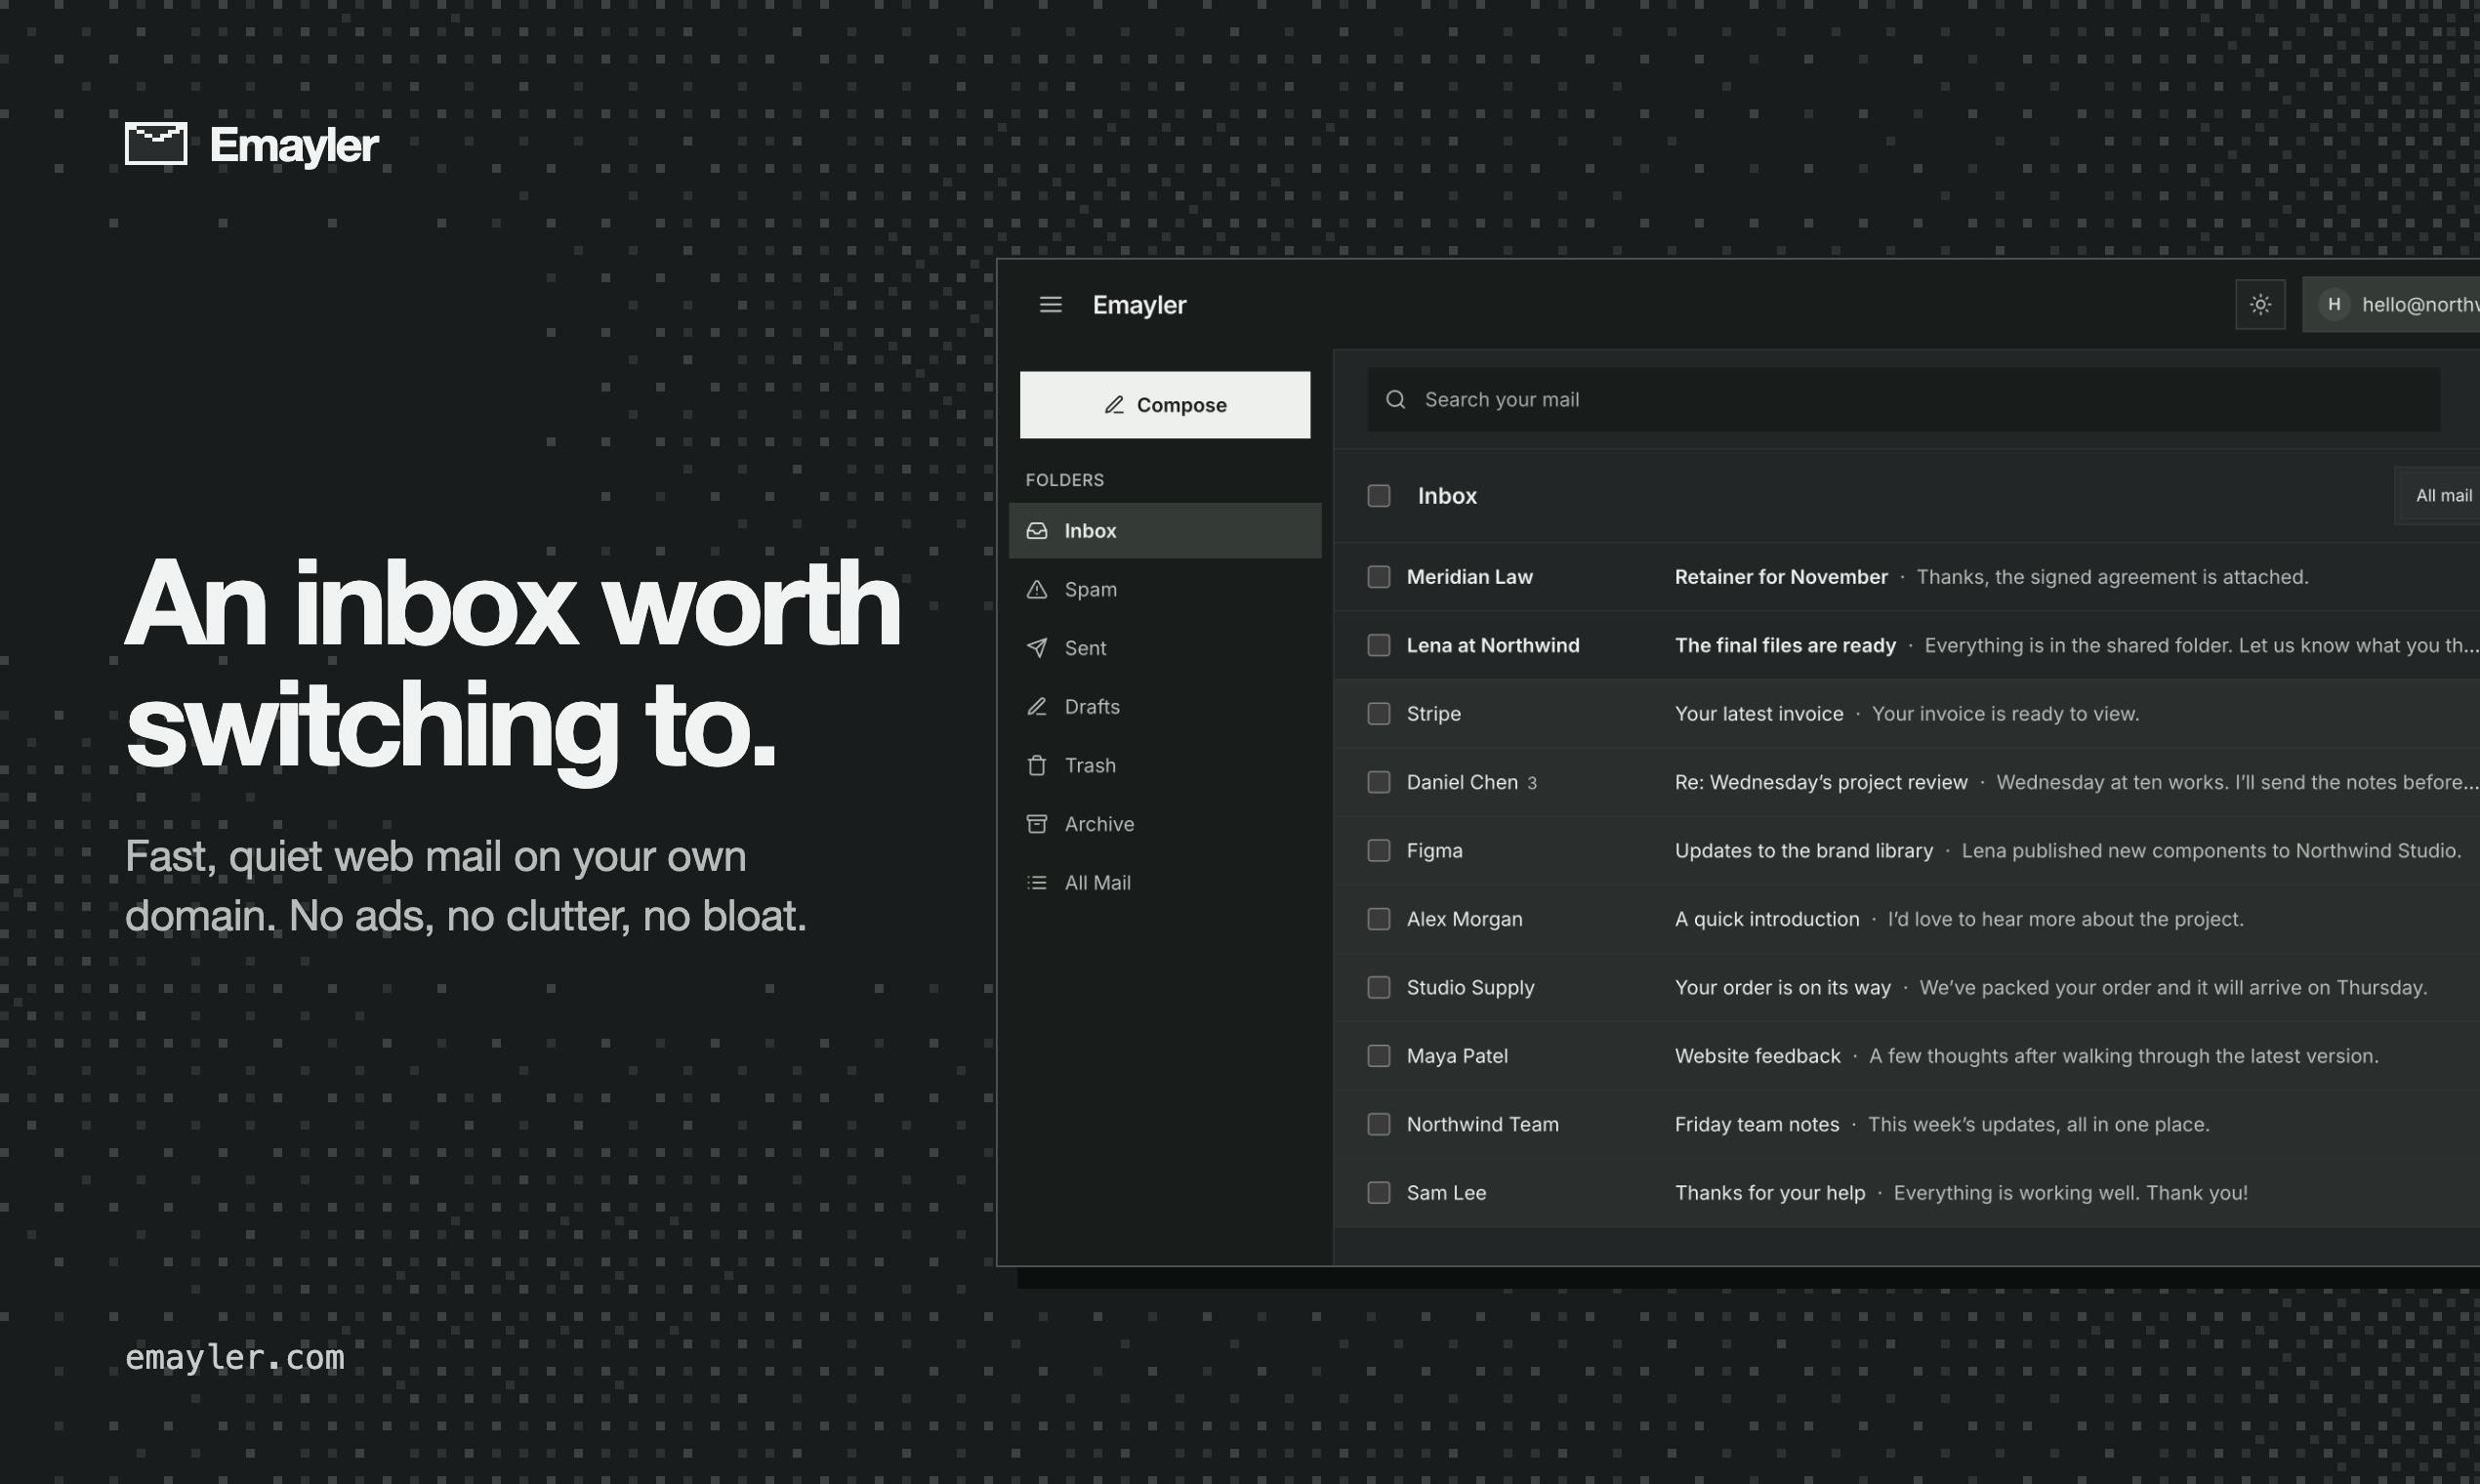 Emayler
An inbox worth
switching to.
Fast, quiet web mail on your own
domain. No ads, no clutter, no bloat.
emayler.com
Emayler
H hello@northw
Compose
FOLDERS
Inbox
Spam
Sent
Drafts
Trash
Archive
All Mail
Search your mail
Inbox
All mail
Meridian Law Retainer for November · Thanks, the signed agreement is attached.
Lena at Northwind The final files are ready · Everything is in the shared folder. Let us know what you th...
Stripe Your latest invoice · Your invoice is ready to view.
Daniel Chen 3 Re: Wednesday’s project review · Wednesday at ten works. I’ll send the notes before...
Figma Updates to the brand library · Lena published new components to Northwind Studio.
Alex Morgan A quick introduction · I’d love to hear more about the project.
Studio Supply Your order is on its way · We’ve packed your order and it will arrive on Thursday.
Maya Patel Website feedback · A few thoughts after walking through the latest version.
Northwind Team Friday team notes · This week’s updates, all in one place.
Sam Lee Thanks for your help · Everything is working well. Thank you!